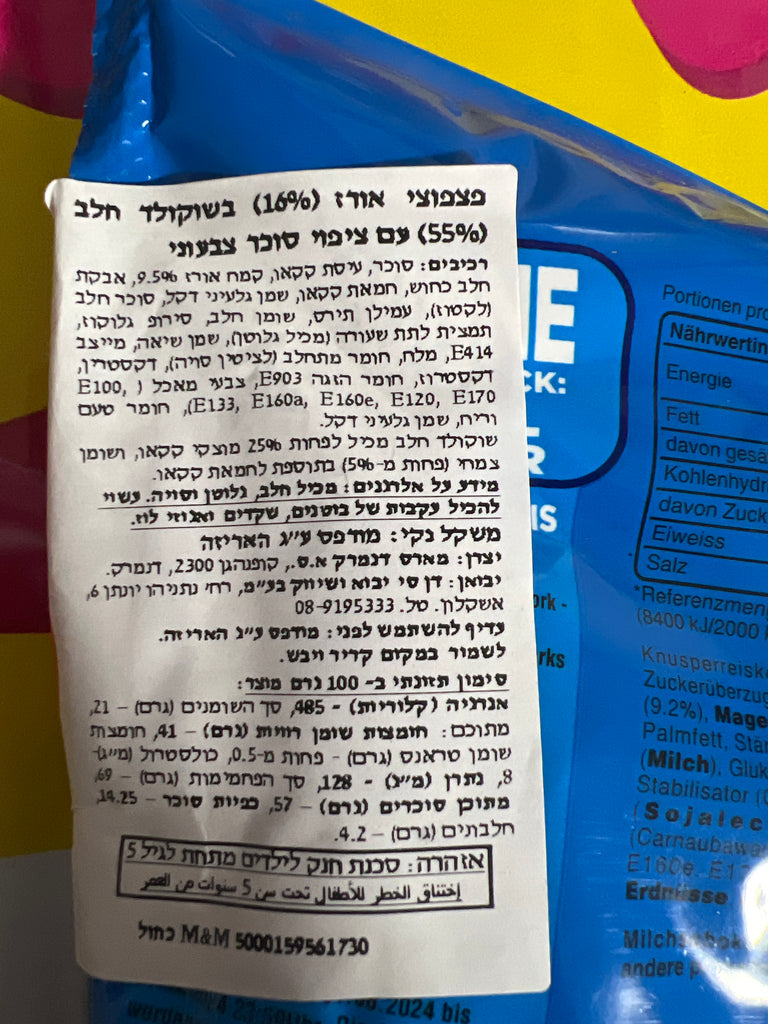 פצפוצי אורז (16%) בשוקולד חלב
(55%) עם ציפוי סוכר צבעוני
רכיבים: סוכר, עיסת קקאו, קמח אורז 9.5%, אבקת
חלב כחוש, חמאת קקאו, שמן גלעיני דקל, סוכר חלב
(לקטוז), עמילן תירס, שומן חלב, סירופ גלוקוז,
תמצית לתת שעורה (מכיל גלוטן), שמן שיאה, מייצב
E414, מלח, חומר מתחלב (לציטין סויה), דקסטרין,
דקסטרוז, חומר הזגה E903, צבעי מאכל ( E100,
E133, E160a, E160e, E120, E170), חומר טעם
וריח, שמן גלעיני דקל.
שוקולד חלב מכיל לפחות 25% מוצקי קקאו, ושומן
צמחי (פחות מ-5%) בתוספת לחמאת קקאו.
מידע על אלרגנים: מכיל חלב, גלוטן וסויה. עשוי
להכיל עקבות של בוטנים, שקדים ואגוזי לוז.
משקל נקי: מודפס ע״ג האריזה
יצרן: מארס דנמרק א.ס., קופנהגן 2300, דנמרק.
יבואן: דן סי יבוא ושיווק בע״מ, רח׳ נתניהו יונתן 6,
אשקלון. טל. 08-9195333
עדיף להשתמש לפני: מודפס ע״ג האריזה.
לשמור במקום קריר ויבש.
סימון תזונתי ב- 100 גרם מוצר:
אנרגיה (קלוריות) - 485, סך השומנים (גרם) – 21,
מתוכם: חומצות שומן רוויות (גרם) – 41, חומצות
שומן טראנס (גרם) - פחות מ-0.5, כולסטרול (מ״ג)-
8, נתרן (מ״ג) - 128, סך הפחמימות (גרם) – 69,
מתוכן סוכרים (גרם) – 57, כפיות סוכר – 14.25,
חלבונים (גרם) – 4.2.
אזהרה: סכנת חנק לילדים מתחת לגיל 5
إختناق الخطر للأطفال تحت سن 5 سنوات من العمر
M&M 5000159561730 כחול
NE
CK:
R
IS
ork -
rks
Portionen pro
Nährwertin
Energie
Fett
davon gesä
Kohlenhydr
davon Zuck
Eiweiss
Salz
*Referenzmen
(8400 kJ/2000
Knusperreisk
Zuckerüberzug
(9.2%), Mage
Palmfett, Stär
(Milch), Gluk
Stabilisator (
(Sojalec
(Carnaubawa
E160e, E17
Erdnüsse
Milchschok
andere p
2024 bis